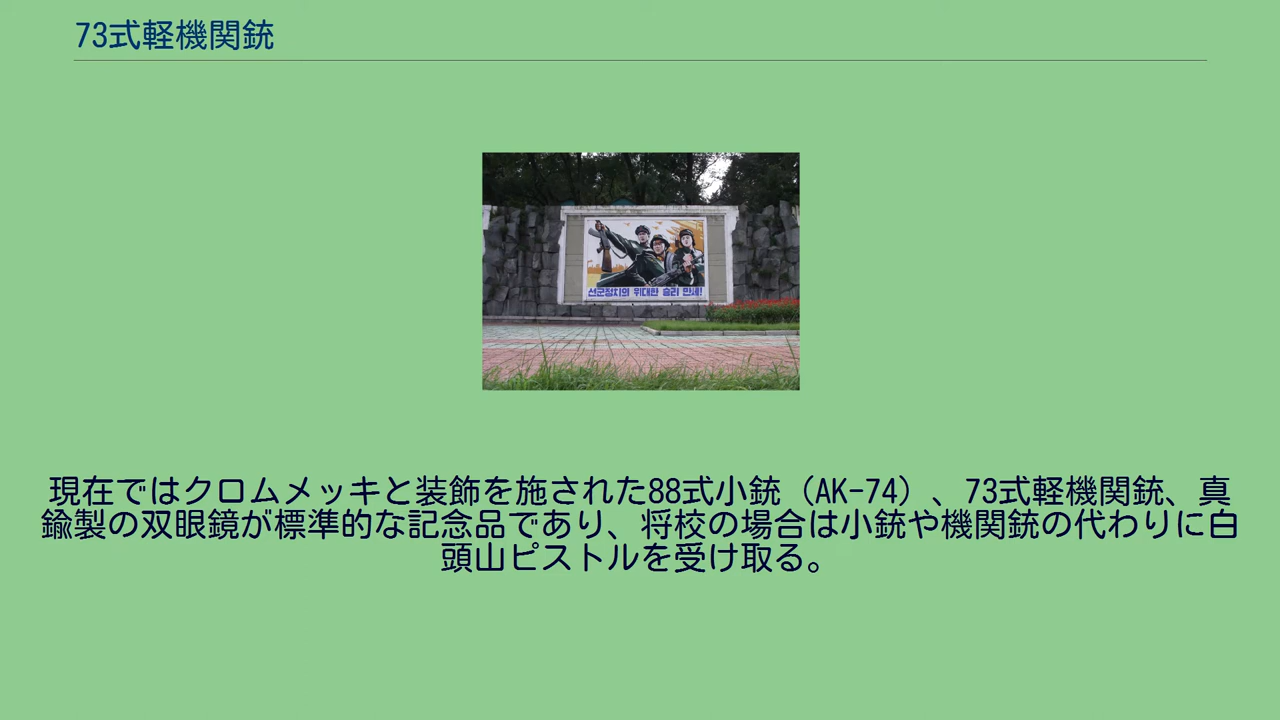 73式軽機関銃
선군정치의 위대한 승리 만세!
現在ではクロムメッキと装飾を施された88式小銃（AK-74）、73式軽機関銃、真
鍮製の双眼鏡が標準的な記念品であり、将校の場合は小銃や機関銃の代わりに白
頭山ピストルを受け取る。